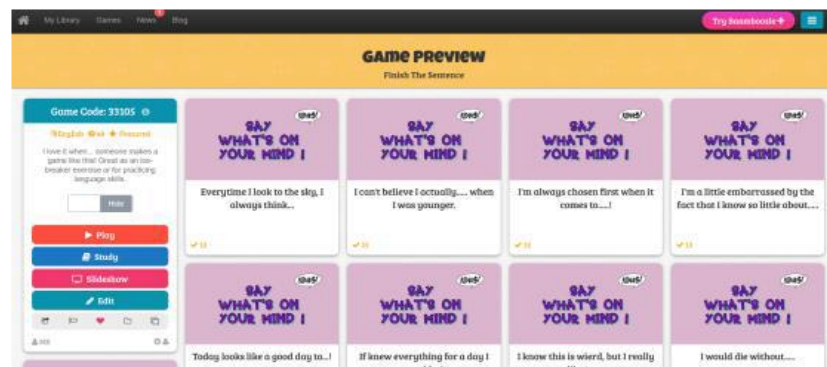 My Library Games News Blog
Try Baamboozle+
GAME PREVIEW
Finish The Sentence
Game Code: 33105
English Featured
I love it when... someone makes a
game like this! Great as an ice-
breaker exercise or for practicing
language skills.
Hide
Play
Study
Slideshow
Edit
SAY
WHAT'S ON
YOUR MIND !
Everytime I look to the sky, I
always think...
SAY
WHAT'S ON
YOUR MIND !
I can't believe I actually..... when
I was younger.
SAY
WHAT'S ON
YOUR MIND !
I'm always chosen first when it
comes to.....!
SAY
WHAT'S ON
YOUR MIND !
I'm a little embarrassed by the
fact that I know so little about.....
SAY
WHAT'S ON
YOUR MIND !
Today looks like a good day to...!
SAY
WHAT'S ON
YOUR MIND !
If knew everything for a day I
SAY
WHAT'S ON
YOUR MIND !
I know this is wierd, but I really
SAY
WHAT'S ON
YOUR MIND !
I would die without.....